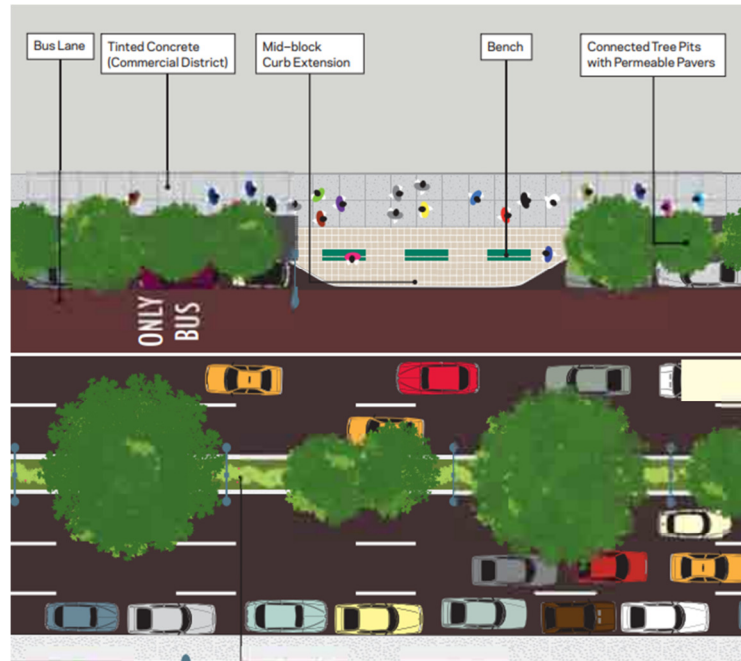 Bus Lane
Tinted Concrete
(Commercial District)
Mid-block
Curb Extension
Bench
Connected Tree Pits
with Permeable Pavers
ONLY
BUS